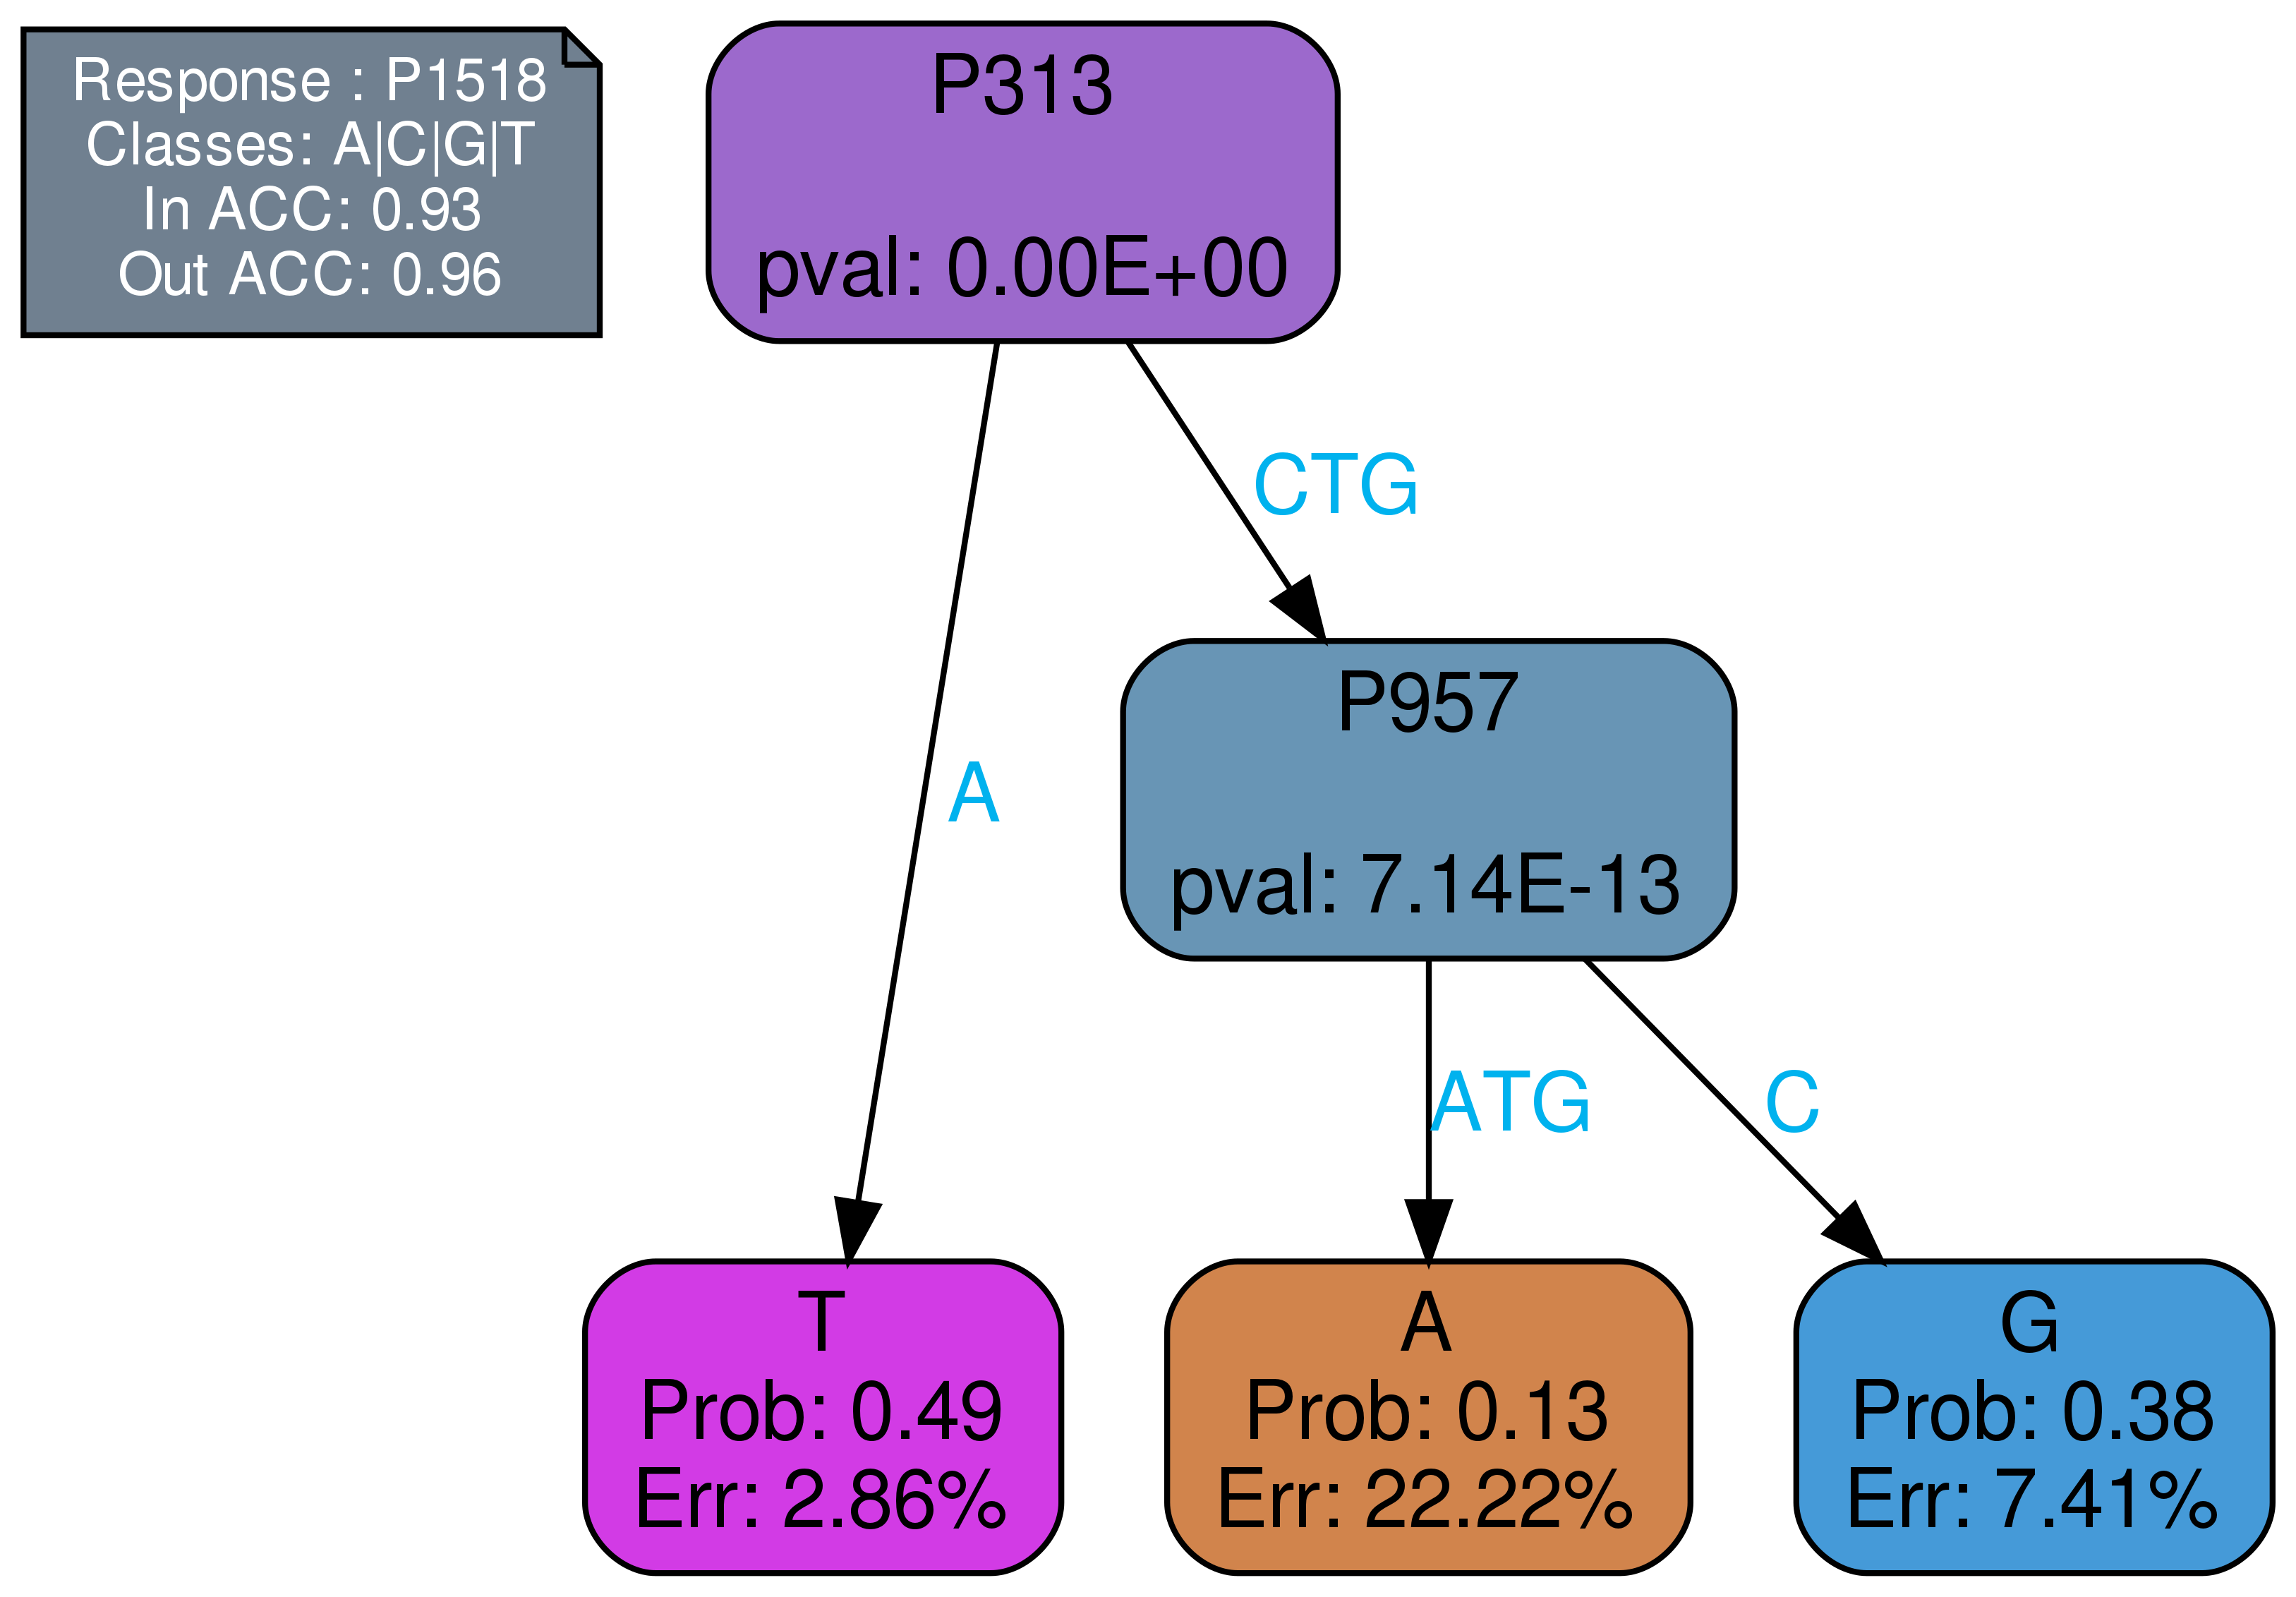 Response : P1518
Classes: A|C|G|T
In ACC: 0.93
Out ACC: 0.96
P313
pval: 0.00E+00
CTG
A
P957
pval: 7.14E-13
ATG
C
T
Prob: 0.49
Err: 2.86%
A
Prob: 0.13
Err: 22.22%
G
Prob: 0.38
Err: 7.41%